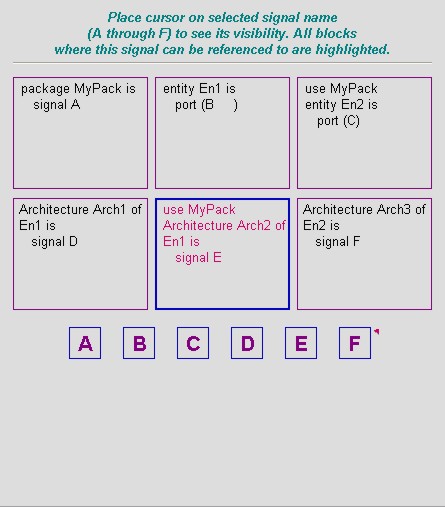 Place cursor on selected signal name
(A through F) to see its visibility. All blocks
where this signal can be referenced to are highlighted.
package MyPack is
signal A
entity En1 is
port (B )
use MyPack
entity En2 is
port (C)
Architecture Arch1 of
En1 is
signal D
use MyPack
Architecture Arch2 of
En1 is
signal E
Architecture Arch3 of
En2 is
signal F
A B C D E F